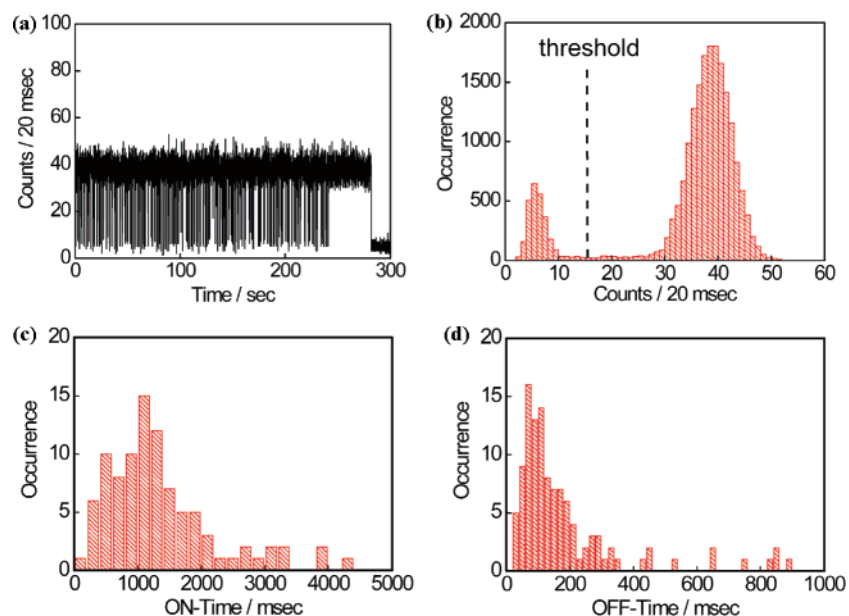 (a)
100
80
60
40
20
0
Counts / 20 msec
0 100 200 300
Time / sec
(b)
2000
1500
1000
500
0
Occurrence
threshold
0 10 20 30 40 50 60
Counts / 20 msec
(c)
20
15
10
5
0
Occurrence
0 1000 2000 3000 4000 5000
ON-Time / msec
(d)
20
15
10
5
0
Occurrence
0 200 400 600 800 1000
OFF-Time / msec